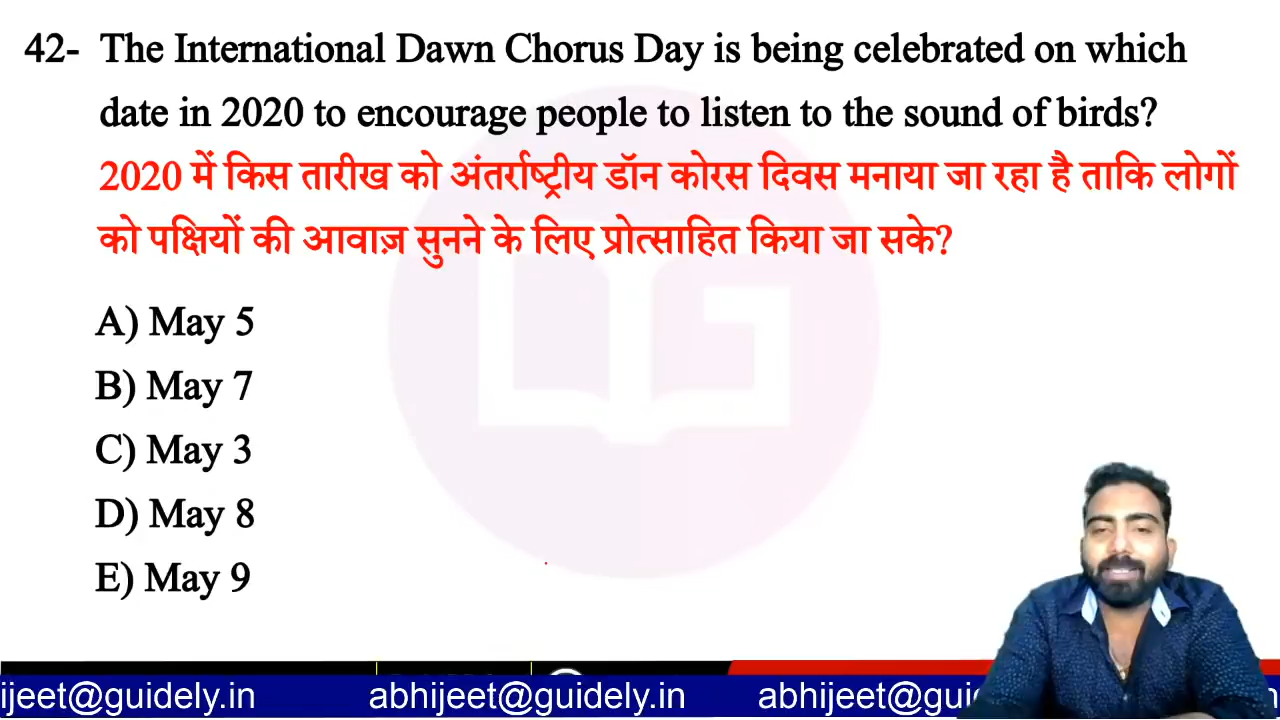 42- The International Dawn Chorus Day is being celebrated on which
date in 2020 to encourage people to listen to the sound of birds?
2020 में किस तारीख को अंतर्राष्ट्रीय डॉन कोरस दिवस मनाया जा रहा है ताकि लोगों
को पक्षियों की आवाज़ सुनने के लिए प्रोत्साहित किया जा सके?
A) May 5
B) May 7
C) May 3
D) May 8
E) May 9
ijeet@guidely.in abhijeet@guidely.in abhijeet@gui